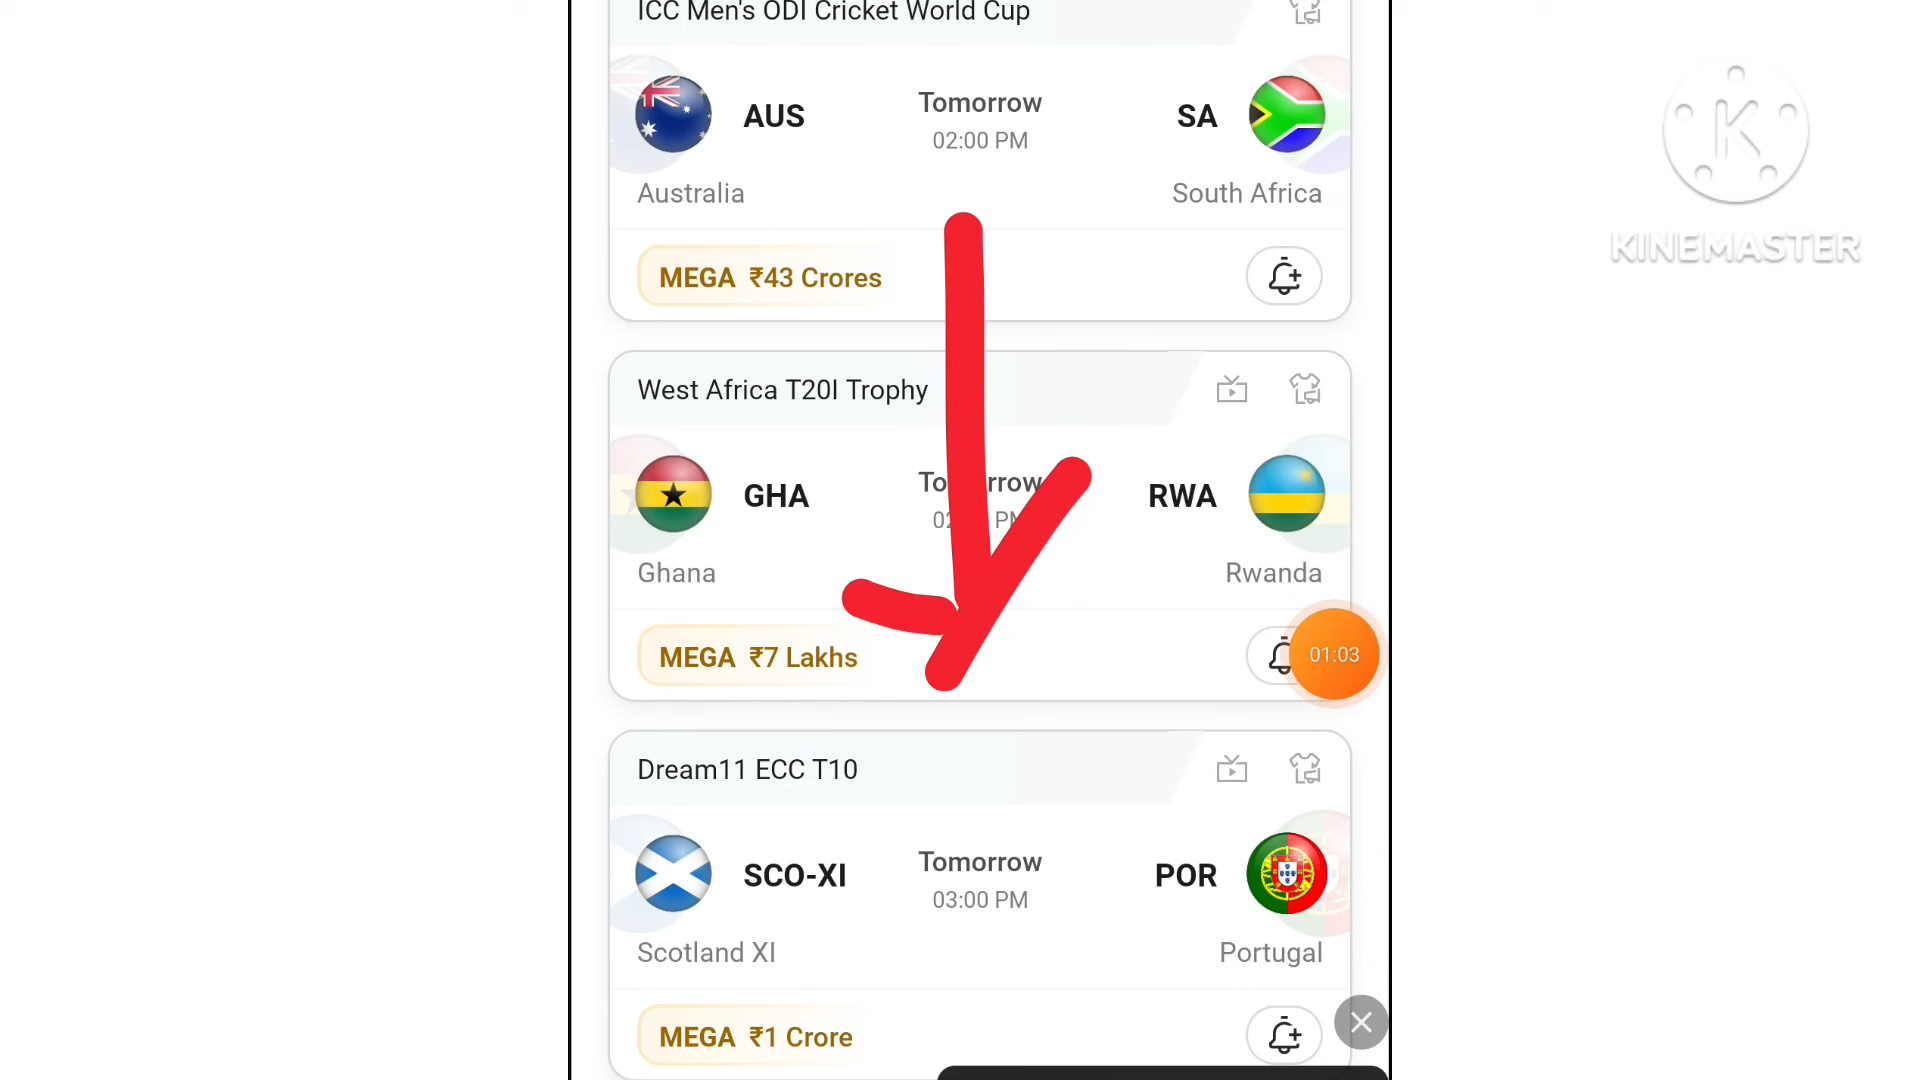 ICC Men's ODI Cricket World Cup
AUS
Tomorrow
02:00 PM
SA
Australia
South Africa
MEGA ₹43 Crores
West Africa T20I Trophy
GHA
RWA
Ghana
Rwanda
MEGA ₹7 Lakhs
01:03
Dream11 ECC T10
SCO-XI
Tomorrow
03:00 PM
POR
Scotland XI
Portugal
MEGA ₹1 Crore
K
KINEMASTER